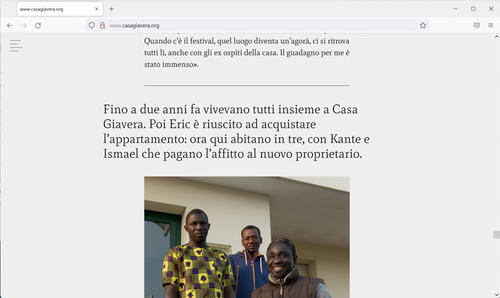 www.casagiavera.org
www.casagiavera.org
Quando c'è il festival, quel luogo diventa un'agorà, ci si ritrova
tutti lì, anche con gli ex ospiti della casa. Il guadagno per me è
stato immenso».
Fino a due anni fa vivevano tutti insieme a Casa
Giavera. Poi Eric è riuscito ad acquistare
l'appartamento: ora qui abitano in tre, con Kante e
Ismael che pagano l'affitto al nuovo proprietario.